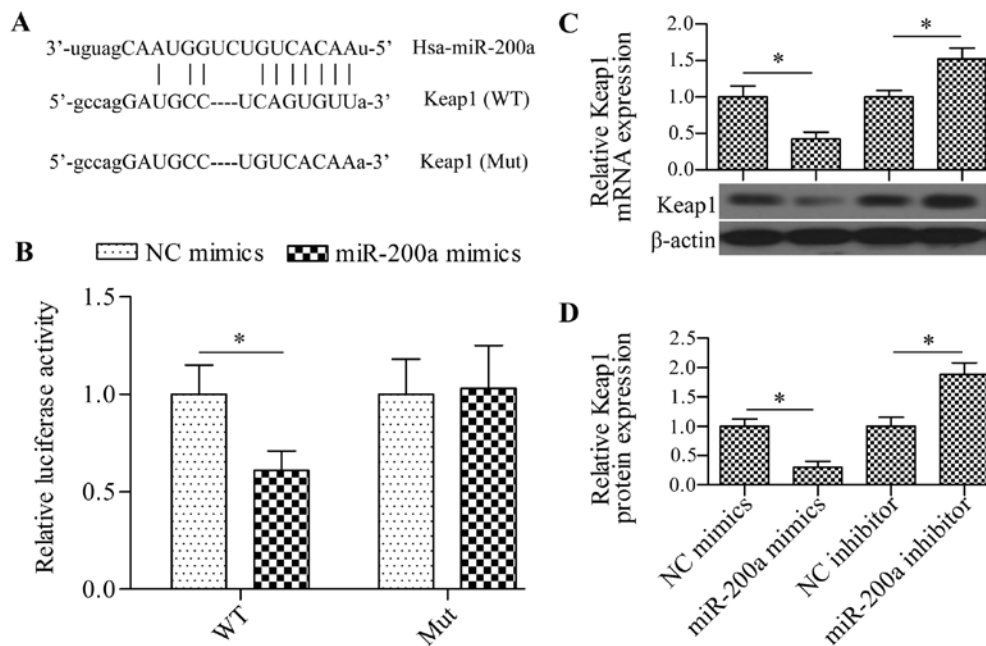 A
3’-uguagCAAUGGUCUGUCACAAu-5’ Hsa-miR-200a
5’-gccagGAUGCC----UCAGUGUUa-3’ Keap1 (WT)
5’-gccagGAUGCC----UGUCACAAa-3’ Keap1 (Mut)
B
NC mimics miR-200a mimics
Relative luciferase activity
1.5
1.0
0.5
0.0
*
WT Mut
C
Relative Keap1
mRNA expression
2.0
1.5
1.0
0.5
0.0
* *
Keap1
β-actin
D
Relative Keap1
protein expression
2.5
2.0
1.5
1.0
0.5
0.0
* *
NC mimics
miR-200a mimics
NC inhibitor
miR-200a inhibitor